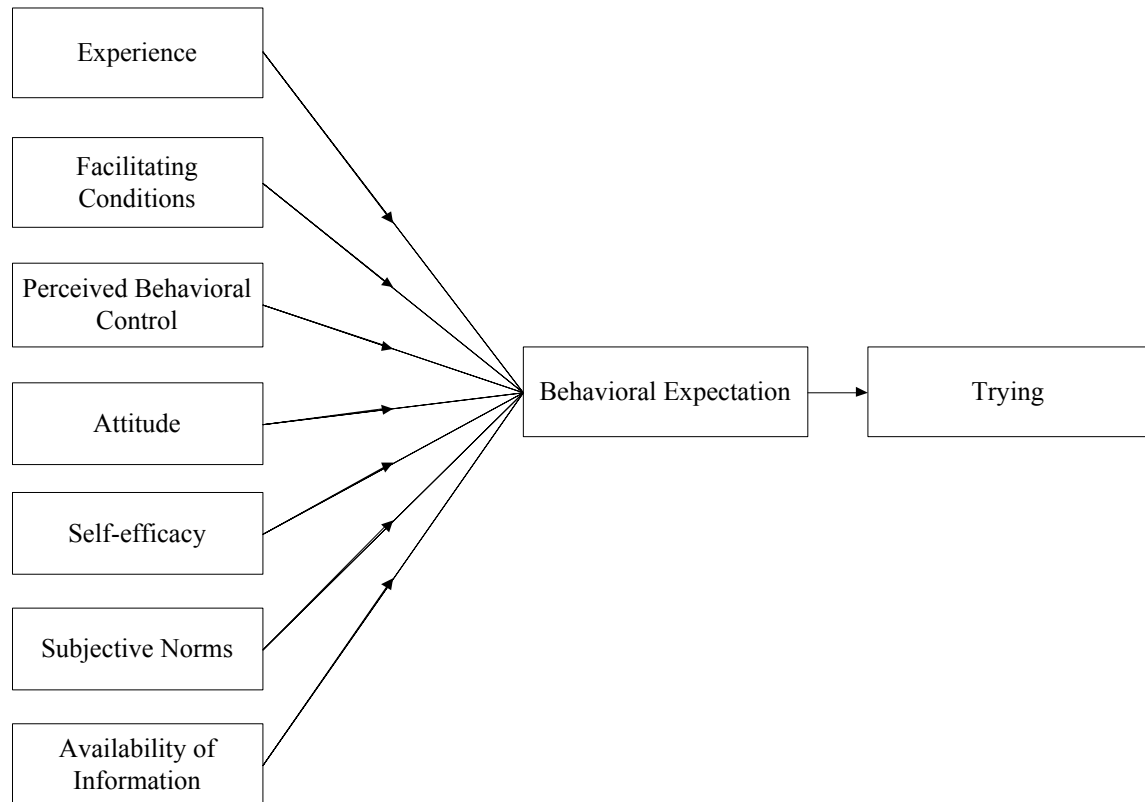 Experience
Facilitating
Conditions
Perceived Behavioral
Control
Attitude
Self-efficacy
Subjective Norms
Availability of
Information
Behavioral Expectation
Trying